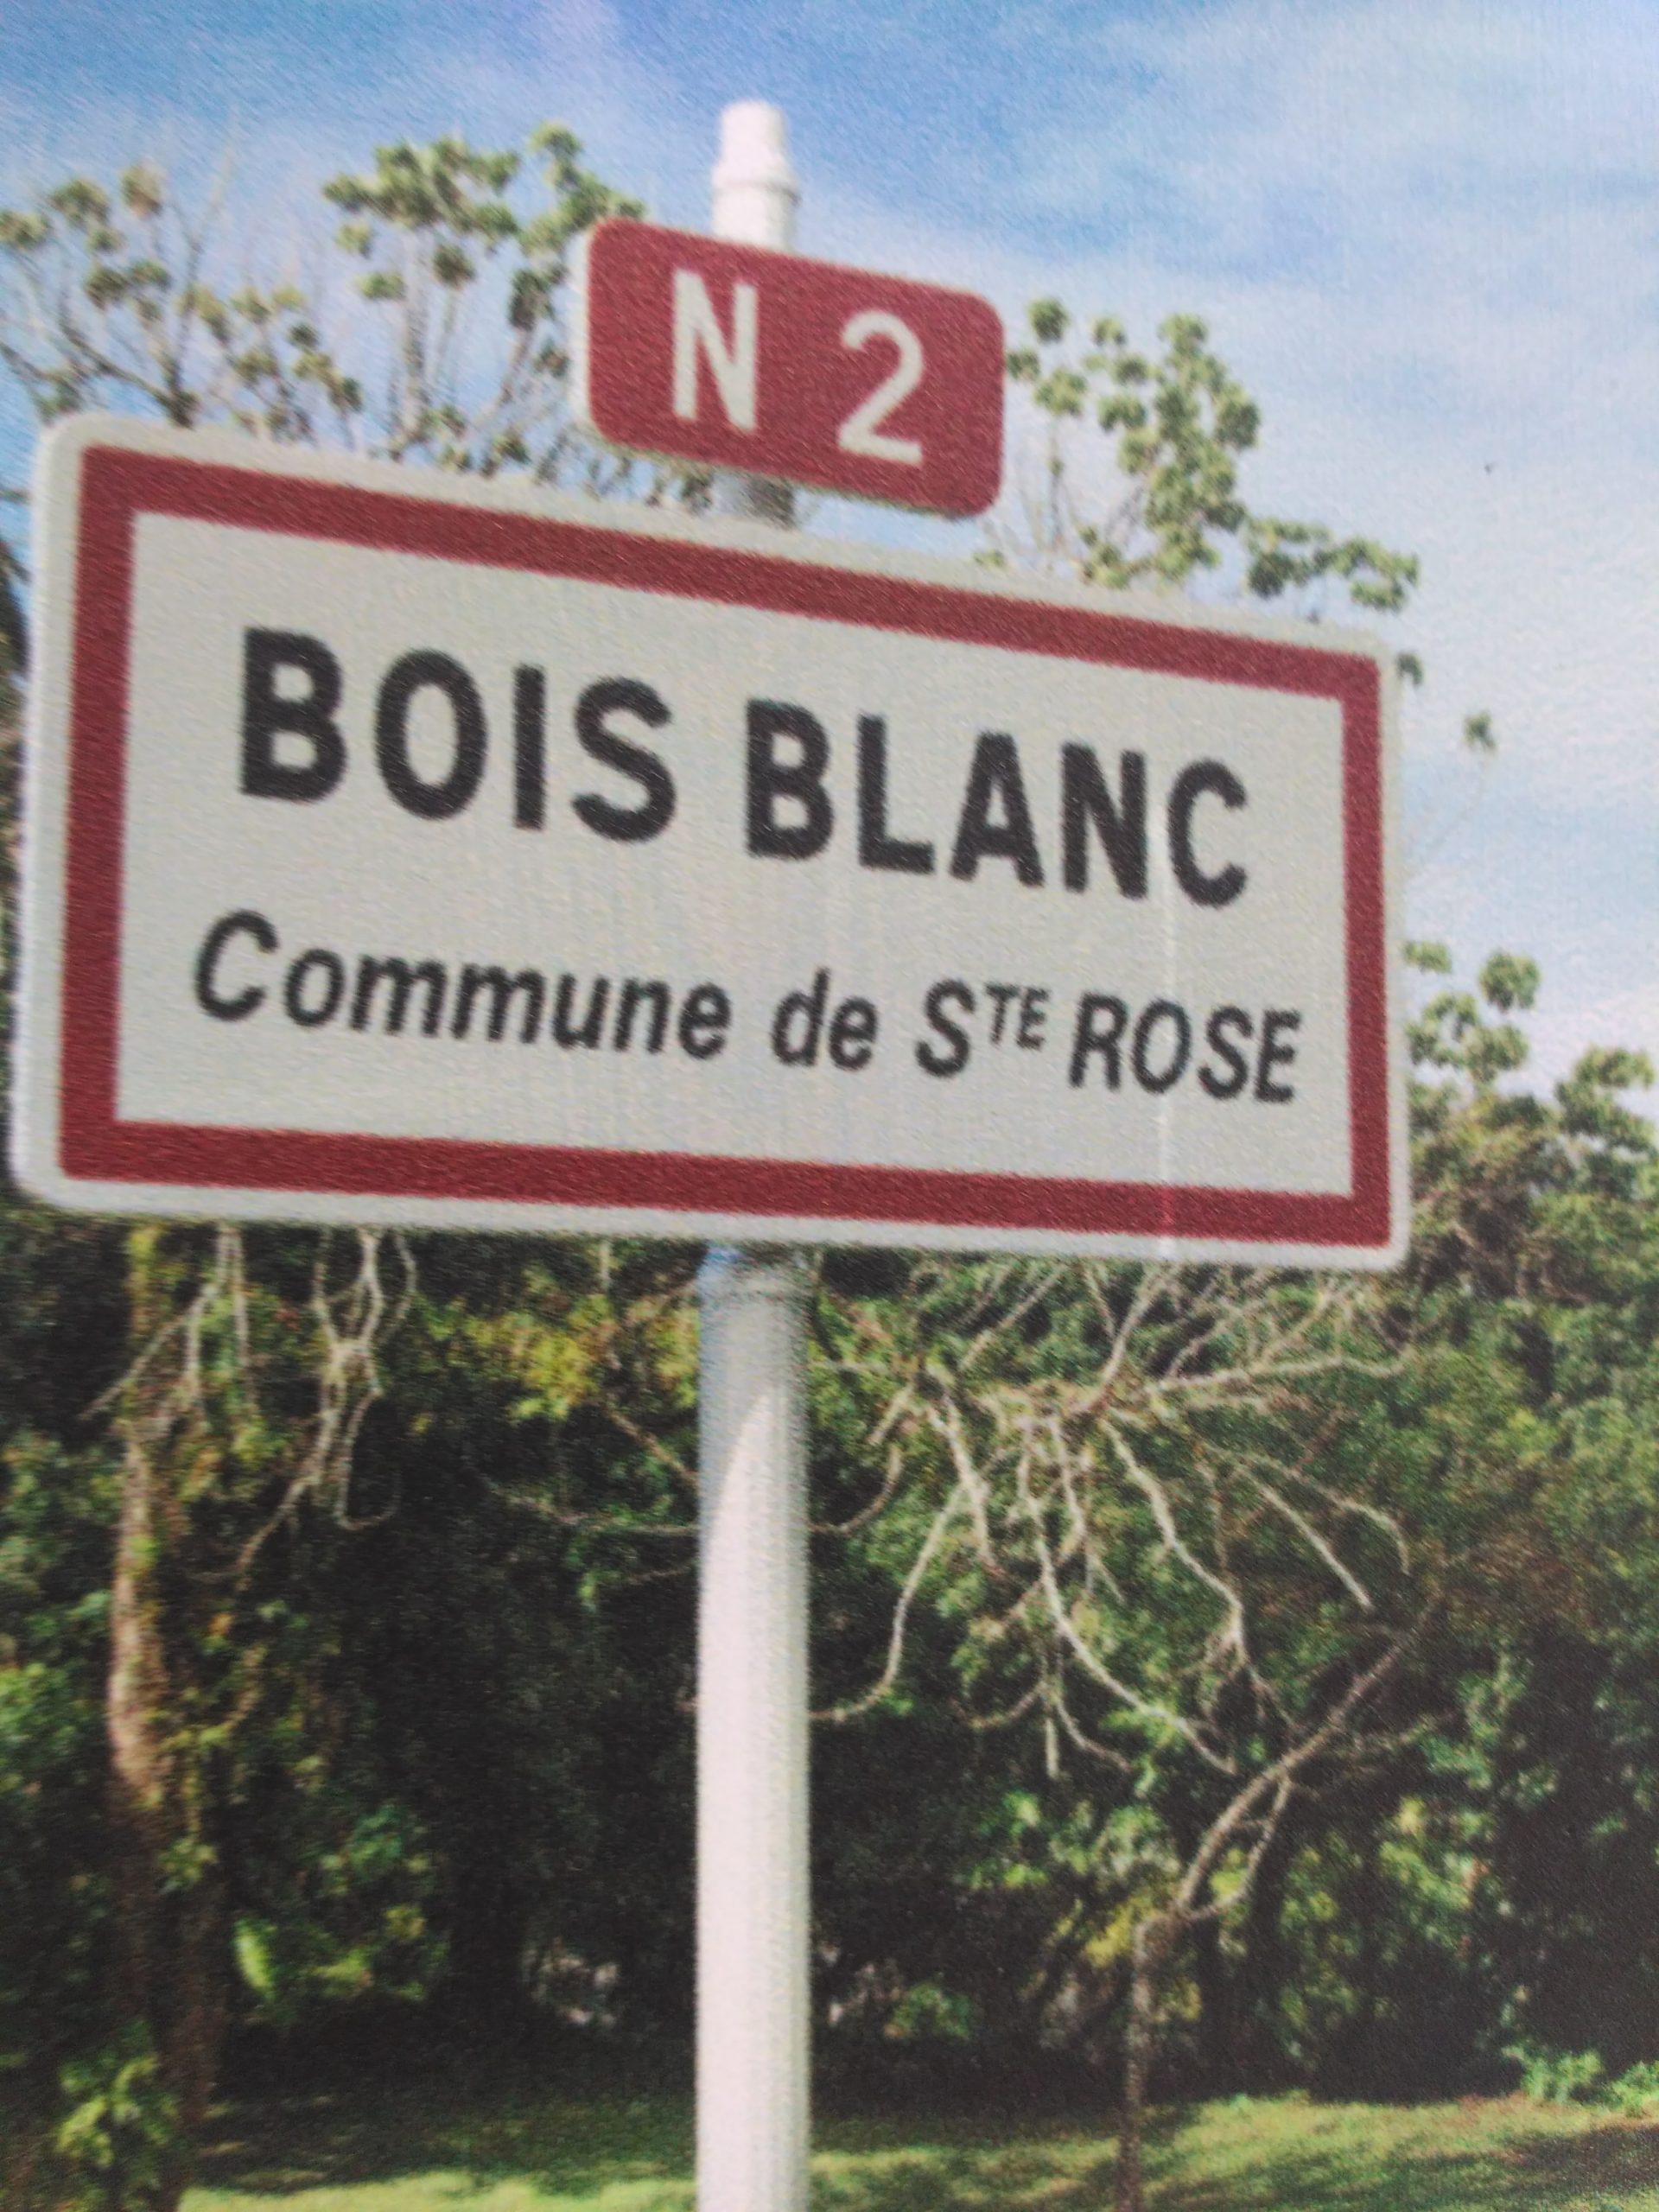 N 2
BOIS BLANC
Commune de STE ROSE